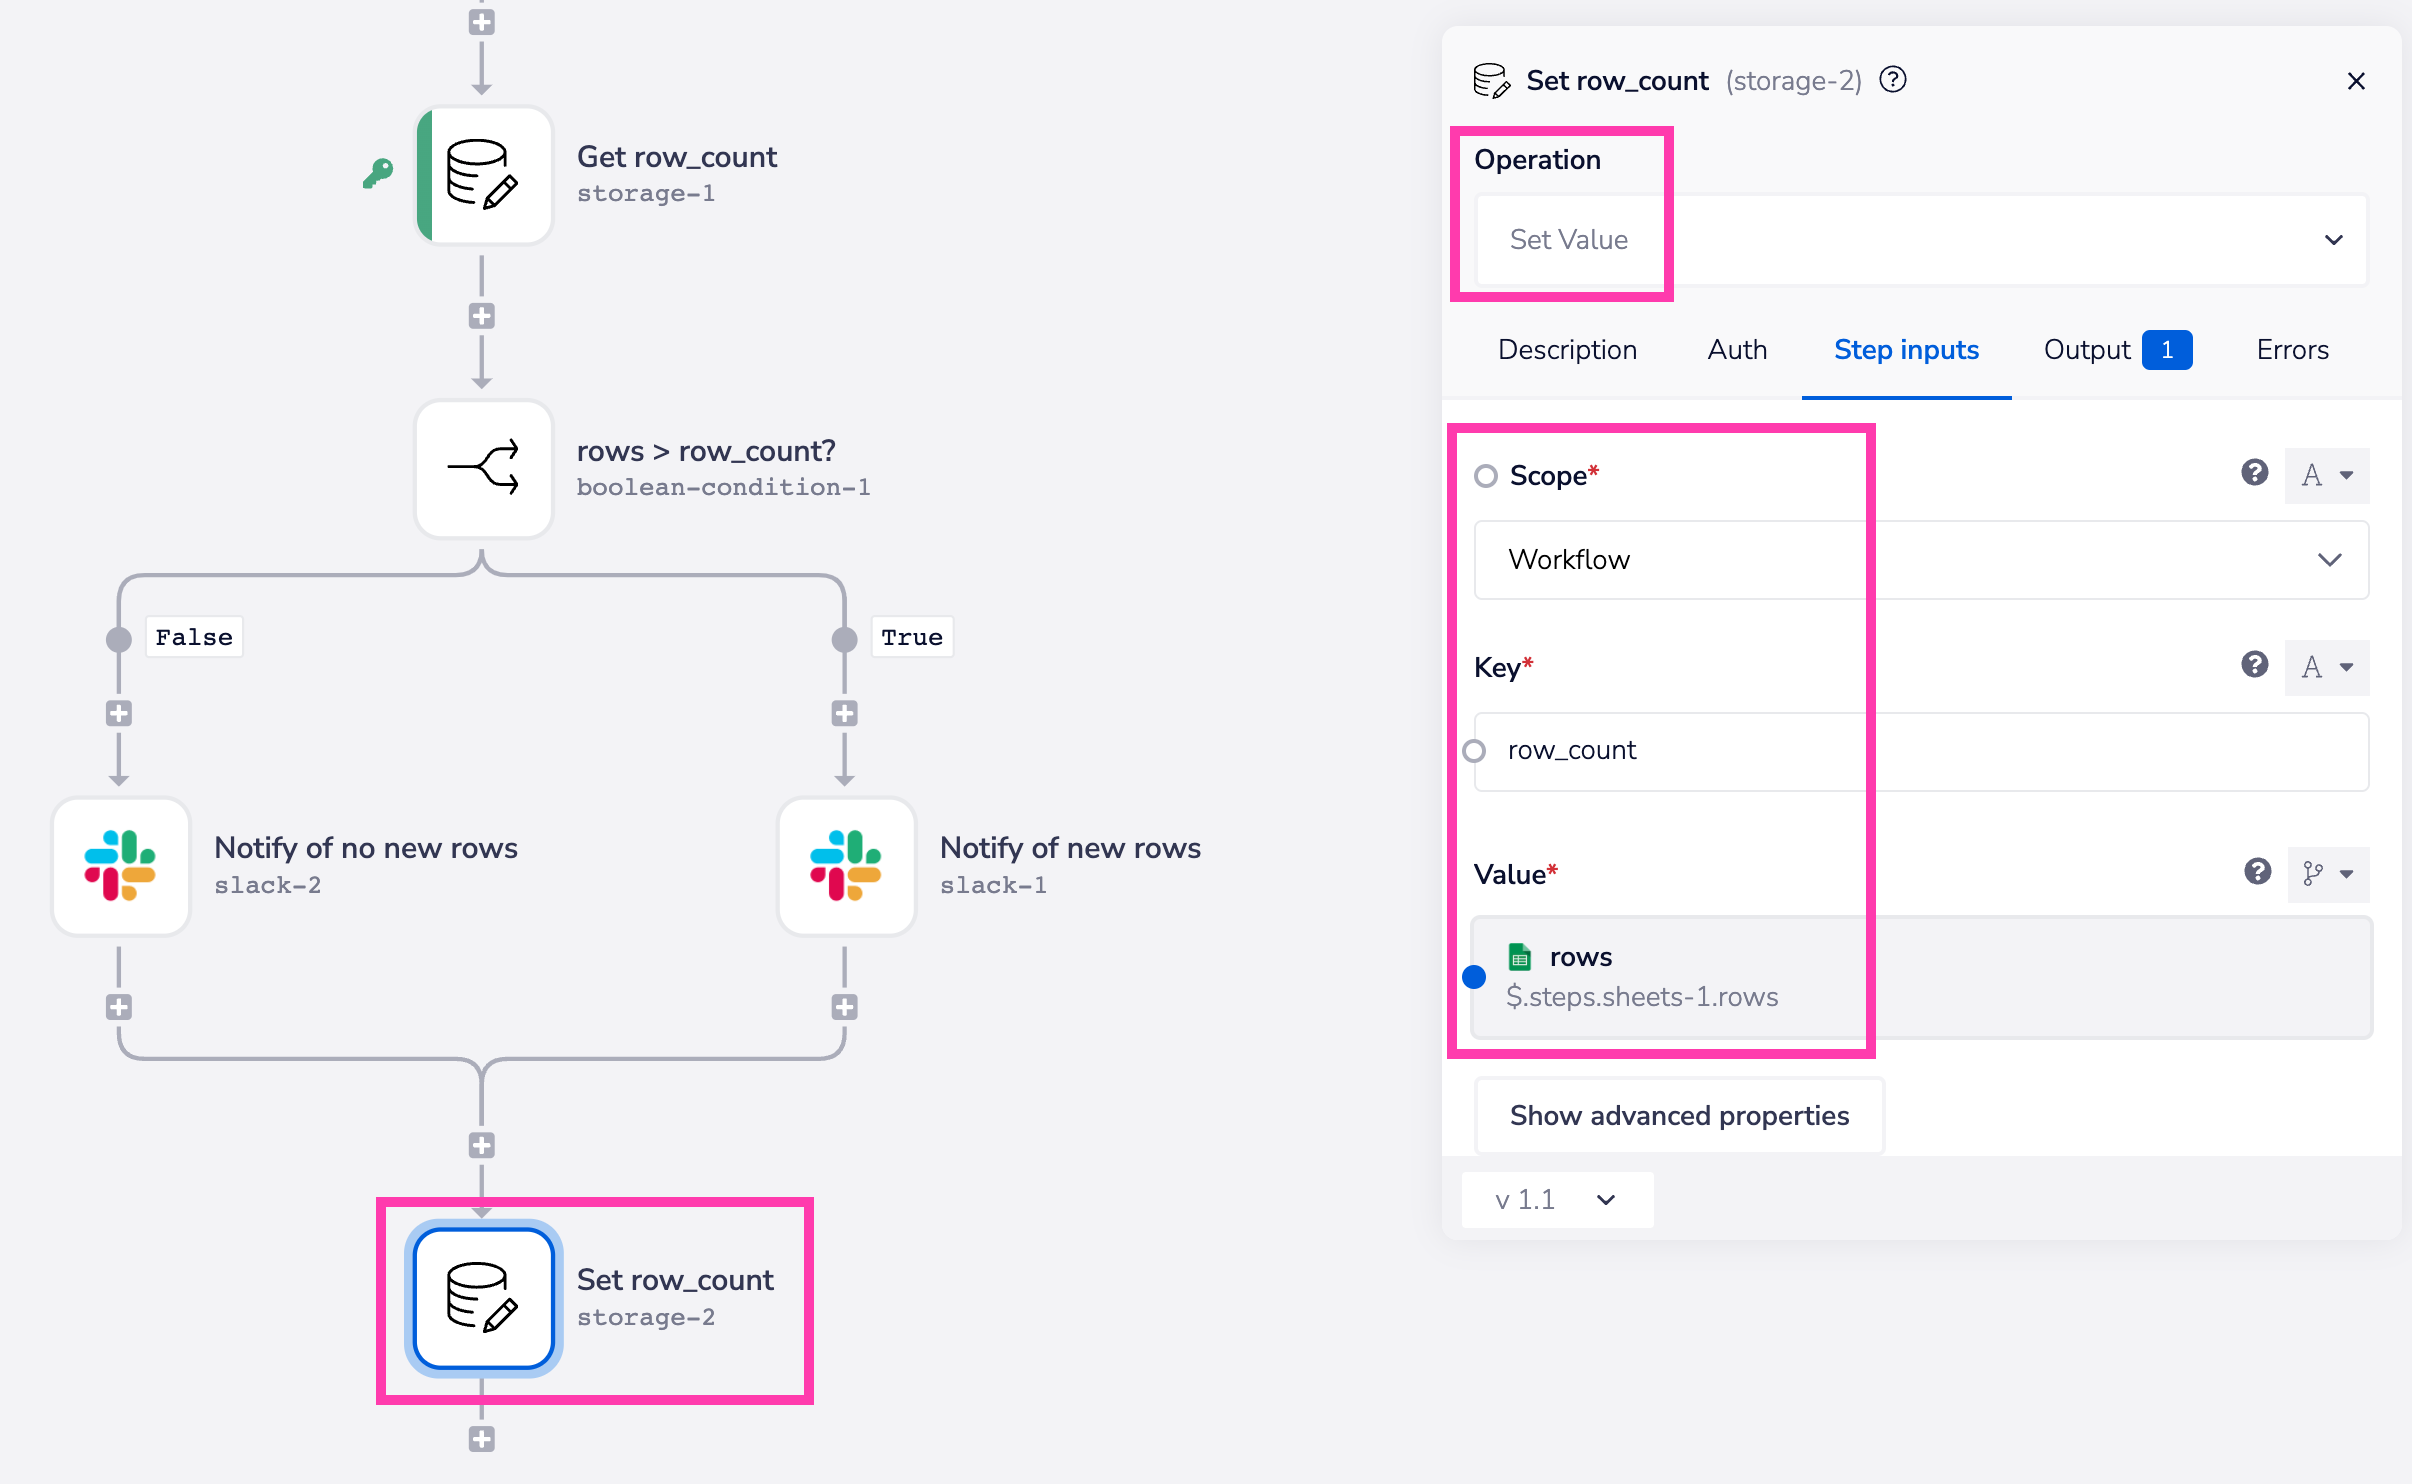 Get row_count
storage-1
rows > row_count?
boolean-condition-1
False
True
Notify of no new rows
slack-2
Notify of new rows
slack-1
Set row_count
storage-2
Set row_count (storage-2)
Operation
Set Value
Description Auth Step inputs Output 1 Errors
Scope*
A
Workflow
Key*
A
row_count
Value*
rows
$.steps.sheets-1.rows
Show advanced properties
v 1.1